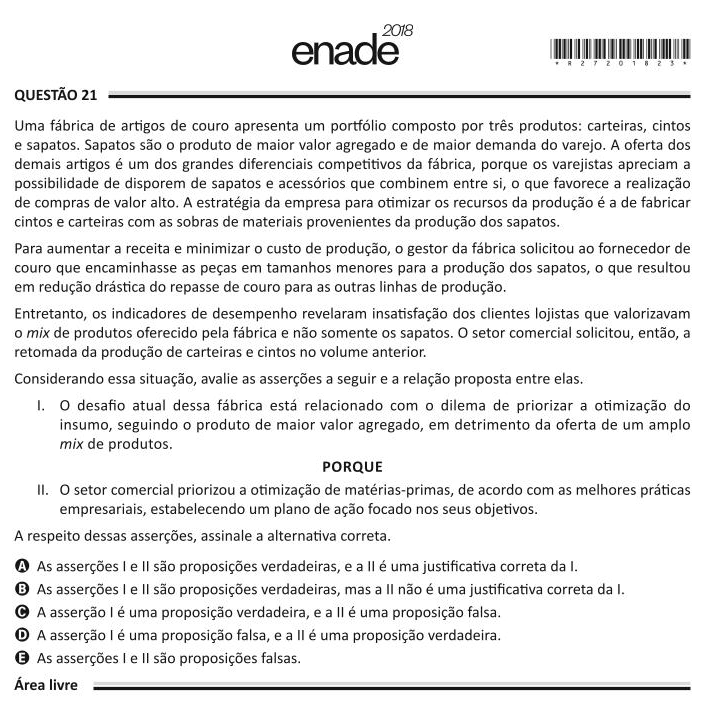 enade 2018
*R27201823*
QUESTÃO 21
Uma fábrica de artigos de couro apresenta um portfólio composto por três produtos: carteiras, cintos
e sapatos. Sapatos são o produto de maior valor agregado e de maior demanda do varejo. A oferta dos
demais artigos é um dos grandes diferenciais competitivos da fábrica, porque os varejistas apreciam a
possibilidade de disporem de sapatos e acessórios que combinem entre si, o que favorece a realização
de compras de valor alto. A estratégia da empresa para otimizar os recursos da produção é a de fabricar
cintos e carteiras com as sobras de materiais provenientes da produção dos sapatos.
Para aumentar a receita e minimizar o custo de produção, o gestor da fábrica solicitou ao fornecedor de
couro que encaminhasse as peças em tamanhos menores para a produção dos sapatos, o que resultou
em redução drástica do repasse de couro para as outras linhas de produção.
Entretanto, os indicadores de desempenho revelaram insatisfação dos clientes lojistas que valorizavam
o mix de produtos oferecido pela fábrica e não somente os sapatos. O setor comercial solicitou, então, a
retomada da produção de carteiras e cintos no volume anterior.
Considerando essa situação, avalie as asserções a seguir e a relação proposta entre elas.
I. O desafio atual dessa fábrica está relacionado com o dilema de priorizar a otimização do
insumo, seguindo o produto de maior valor agregado, em detrimento da oferta de um amplo
mix de produtos.
PORQUE
II. O setor comercial priorizou a otimização de matérias-primas, de acordo com as melhores práticas
empresariais, estabelecendo um plano de ação focado nos seus objetivos.
A respeito dessas asserções, assinale a alternativa correta.
A As asserções I e II são proposições verdadeiras, e a II é uma justificativa correta da I.
B As asserções I e II são proposições verdadeiras, mas a II não é uma justificativa correta da I.
C A asserção I é uma proposição verdadeira, e a II é uma proposição falsa.
D A asserção I é uma proposição falsa, e a II é uma proposição verdadeira.
E As asserções I e II são proposições falsas.
Área livre